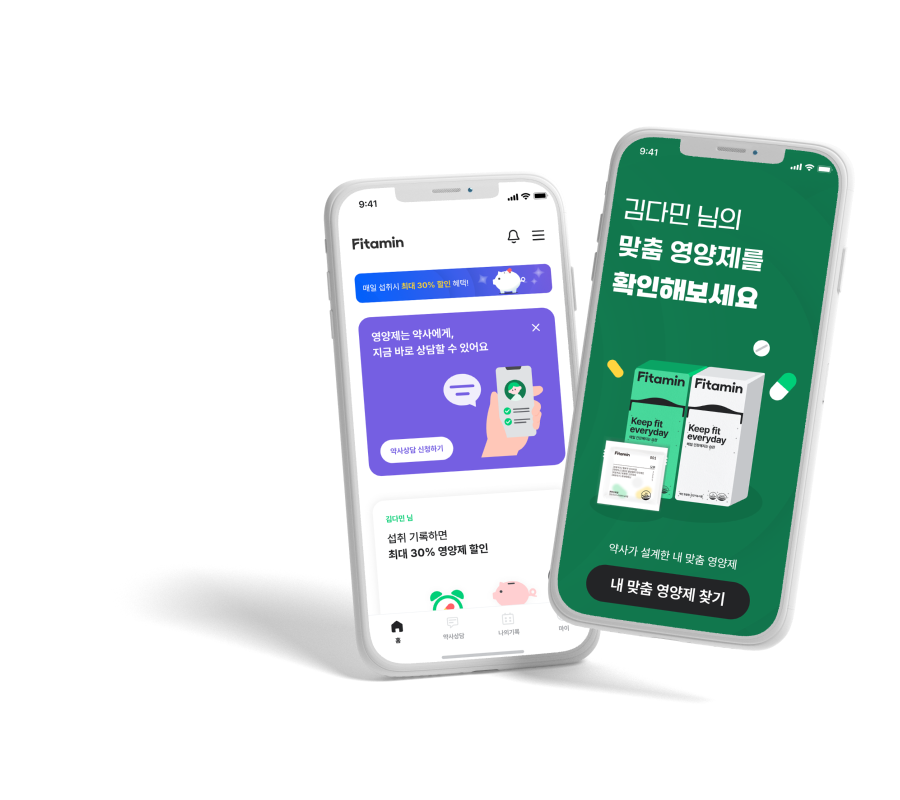 9:41
Fitamin
매일 섭취시 최대 30% 할인 혜택!
영양제는 약사에게,
지금 바로 상담할 수 있어요
약사상담 신청하기
김다민 님
섭취 기록하면
최대 30% 영양제 할인
홈
약사상담
나의기록
마이
9:41
김다민 님의
맞춤 영양제를
확인해보세요
Fitamin
Keep fit
everyday
Fitamin
Keep fit
everyday
Fitamin
약사가 설계한 내 맞춤 영양제
내 맞춤 영양제 찾기